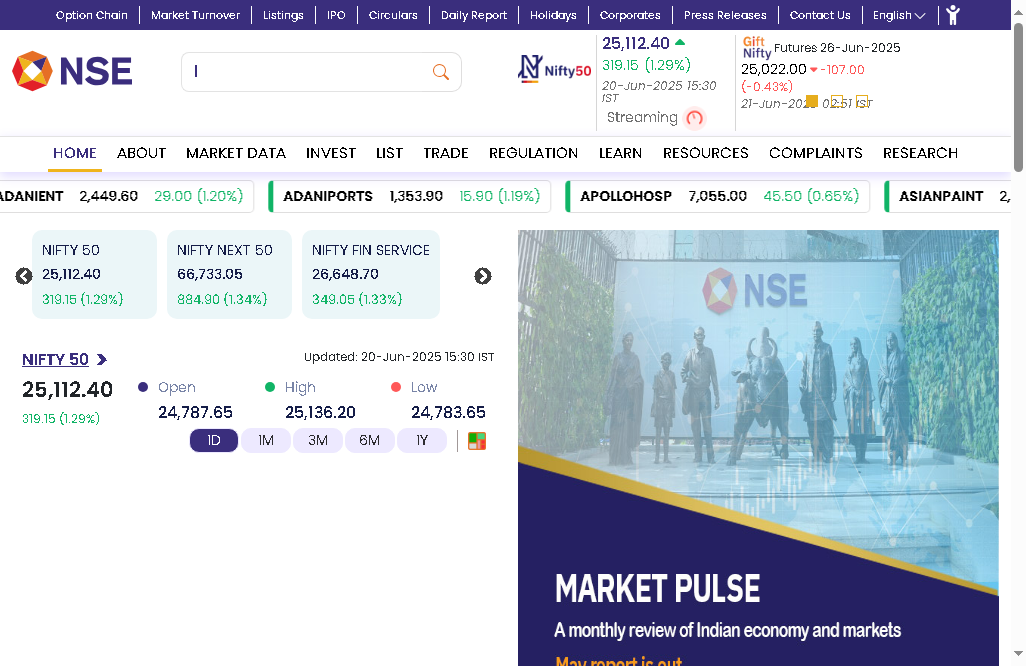 Option Chain Market Turnover Listings IPO Circulars Daily Report Holidays Corporates Press Releases Contact Us English
NSE
Nifty50
25,112.40
319.15 (1.29%)
20-Jun-2025 15:30
IST
Streaming
Gift
Nifty
Futures 26-Jun-2025
25,022.00 -107.00
(-0.43%)
21-Jun-2025 02:51 IST
HOME ABOUT MARKET DATA INVEST LIST TRADE REGULATION LEARN RESOURCES COMPLAINTS RESEARCH
ADANIENT 2,449.60 29.00 (1.20%) ADANIPORTS 1,353.90 15.90 (1.19%) APOLLOHOSP 7,055.00 45.50 (0.65%) ASIANPAINT 2,
NIFTY 50
25,112.40
319.15 (1.29%)
NIFTY NEXT 50
66,733.05
884.90 (1.34%)
NIFTY FIN SERVICE
26,648.70
349.05 (1.33%)
NIFTY 50
Updated: 20-Jun-2025 15:30 IST
25,112.40
319.15 (1.29%)
Open High Low
24,787.65 25,136.20 24,783.65
1D 1M 3M 6M 1Y
NSE
MARKET PULSE
A monthly review of Indian economy and markets
May report is out